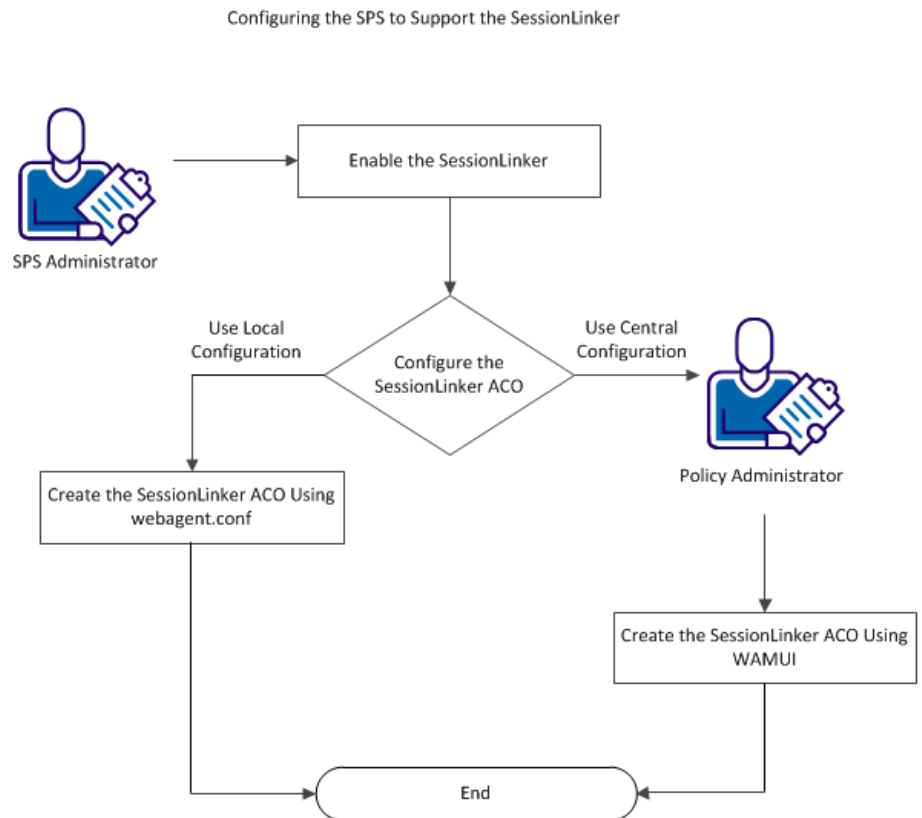 Configuring the SPS to Support the SessionLinker
Enable the SessionLinker
SPS Administrator
Use Local
Configuration
Use Central
Configuration
Configure the
SessionLinker ACO
Policy Administrator
Create the SessionLinker ACO Using
webagent.conf
Create the SessionLinker ACO Using
WAMUI
End